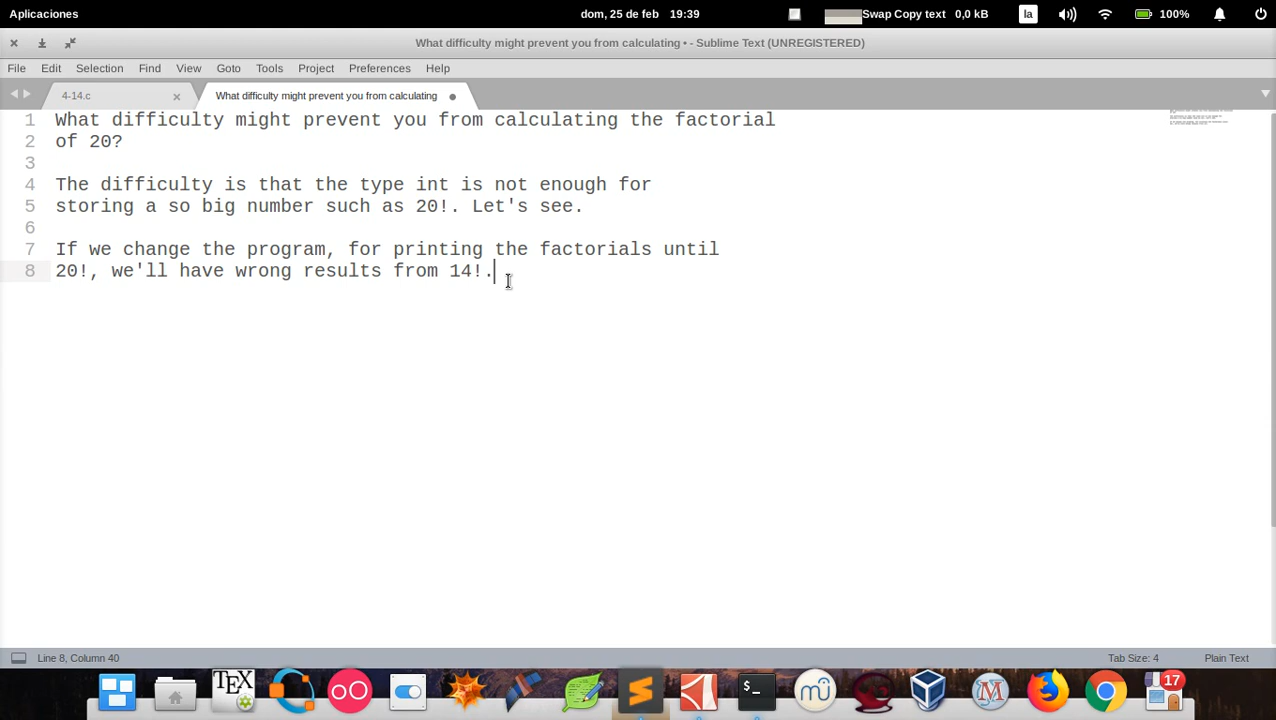 Aplicaciones dom, 25 de feb 19:39 Swap Copy text 0,0 kB la 100%
What difficulty might prevent you from calculating • - Sublime Text (UNREGISTERED)
File Edit Selection Find View Goto Tools Project Preferences Help
4-14.c What difficulty might prevent you from calculating
1 What difficulty might prevent you from calculating the factorial
2 of 20?
3
4 The difficulty is that the type int is not enough for
5 storing a so big number such as 20!. Let's see.
6
7 If we change the program, for printing the factorials until
8 20!, we'll have wrong results from 14!.
Line 8, Column 40 Tab Size: 4 Plain Text
TEX >_ mu M 17